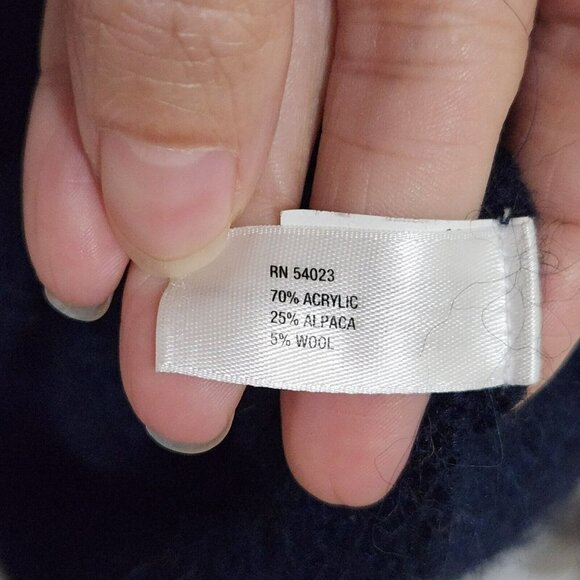 RN 54023
70% ACRYLIC
25% ALPACA
5% WOOL